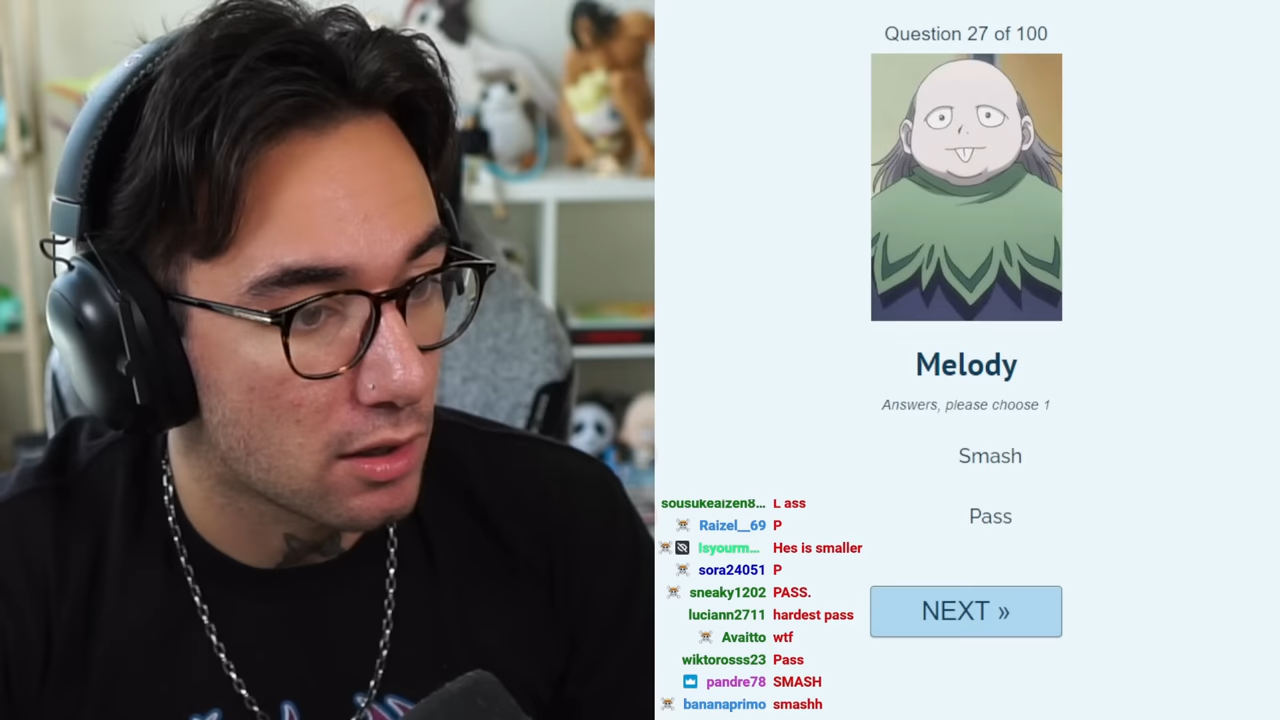 Question 27 of 100
Melody
Answers, please choose 1
Smash
Pass
sousukeaizen8... L ass
Raizel__69 P
Isyourm... Hes is smaller
sora24051 P
sneaky1202 PASS.
luciann2711 hardest pass
Avaitto wtf
wiktorosss23 Pass
pandre78 SMASH
bananaprimo smashh
NEXT »